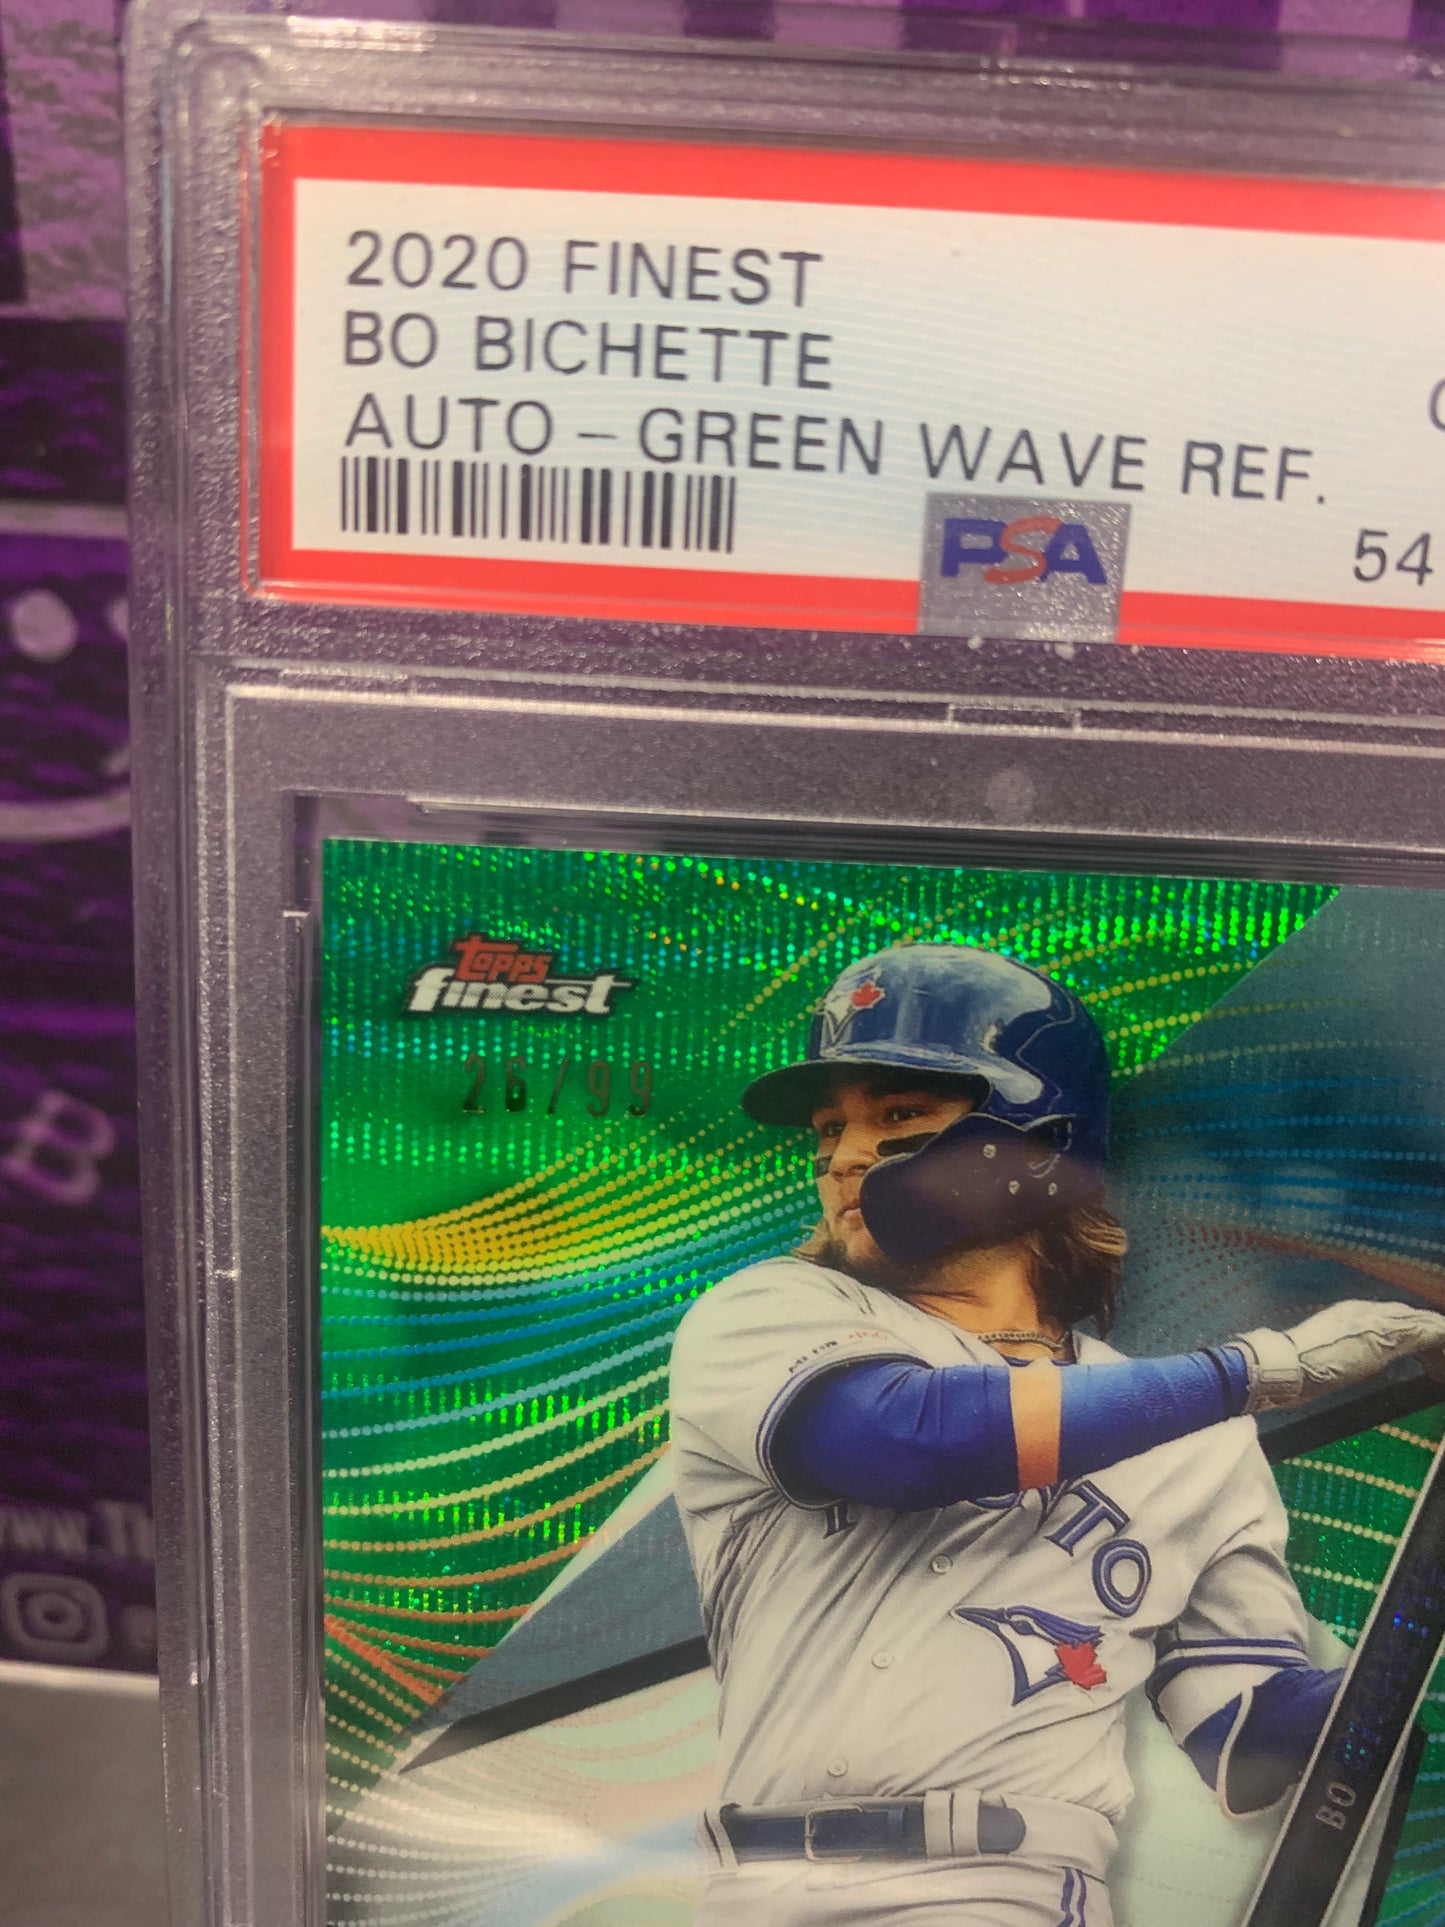 2020 FINEST
BO BICHETTE
AUTO-GREEN WAVE REF.
PSA
54
topps
finest
26/99
TORONTO
BO